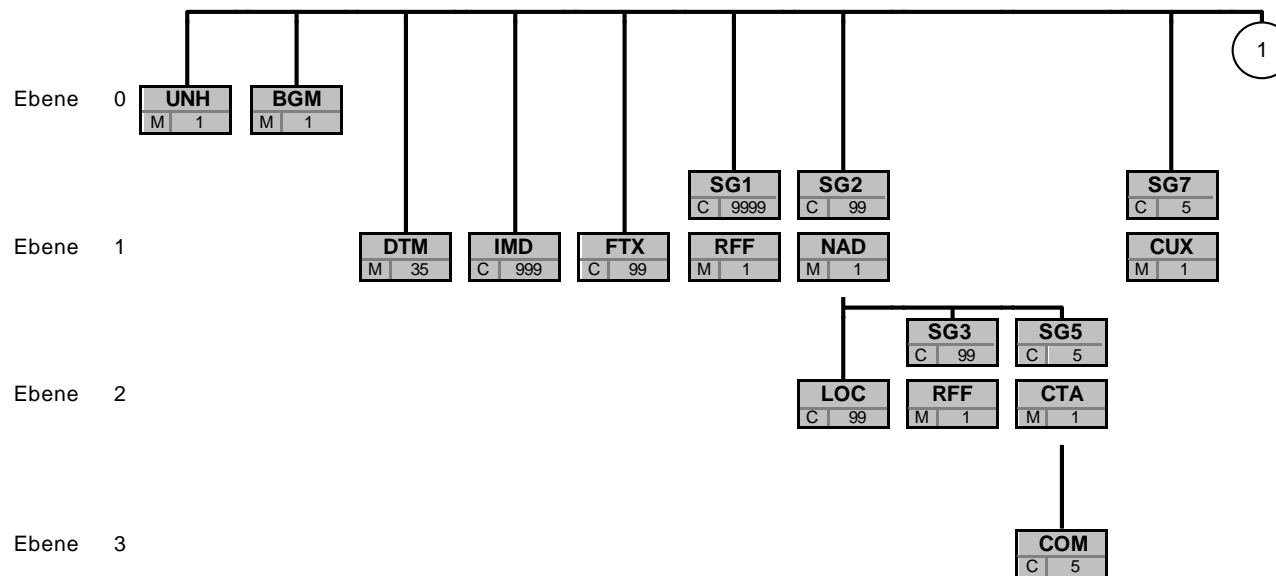 1
Ebene 0 UNH BGM
M 1 M 1
SG1 SG2 SG7
C 9999 C 99 C 5
Ebene 1 DTM IMD FTX RFF NAD CUX
M 35 C 999 C 99 M 1 M 1 M 1
SG3 SG5
C 99 C 5
Ebene 2 LOC RFF CTA
C 99 M 1 M 1
Ebene 3 COM
C 5